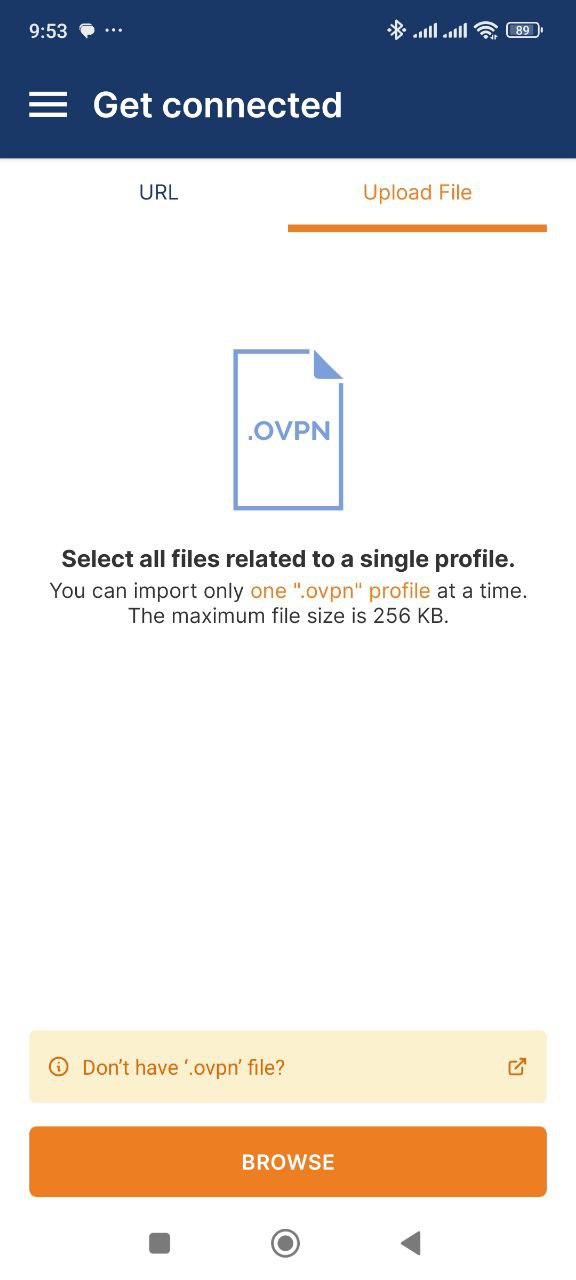 9:53
89
Get connected
URL
Upload File
.OVPN
Select all files related to a single profile.
You can import only one ".ovpn" profile at a time.
The maximum file size is 256 KB.
Don’t have ‘.ovpn’ file?
BROWSE